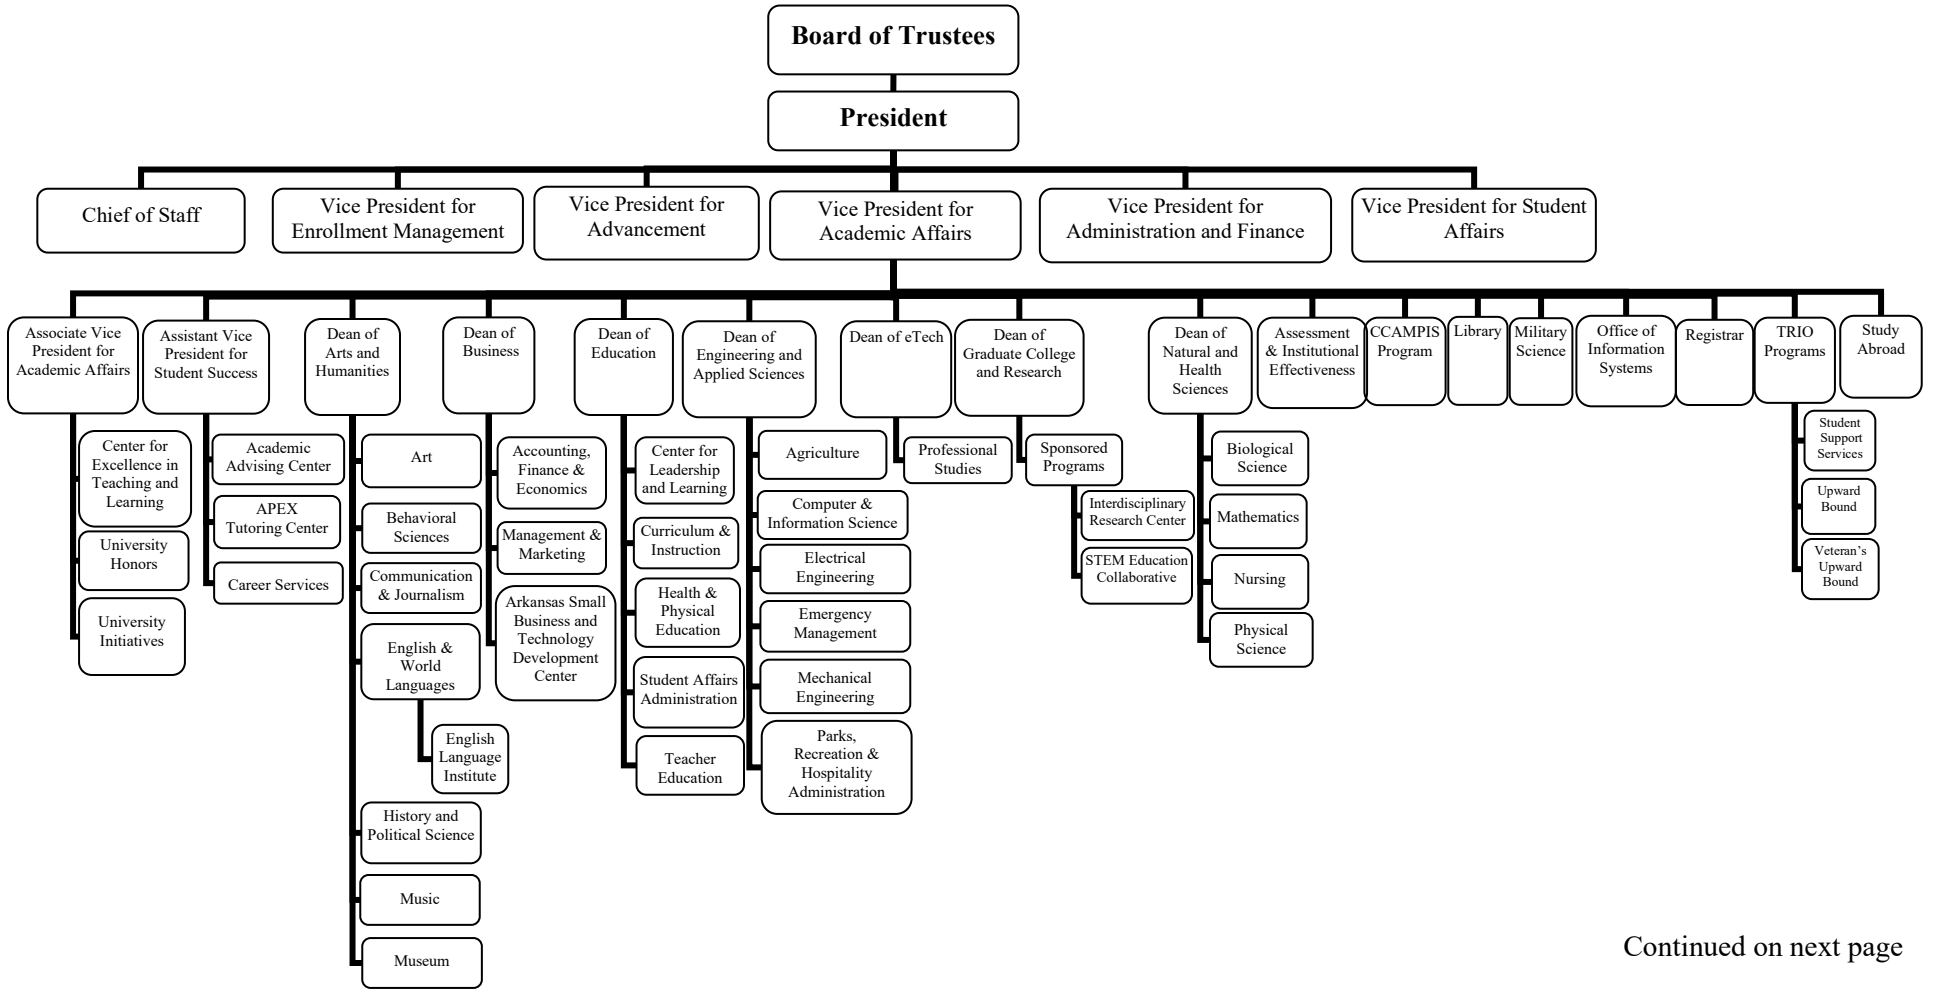 Board of Trustees
President
Chief of Staff
Vice President for
Enrollment Management
Vice President for
Advancement
Vice President for
Academic Affairs
Vice President for
Administration and Finance
Vice President for Student
Affairs
Associate Vice
President for
Academic Affairs
Assistant Vice
President for
Student Success
Dean of
Arts and
Humanities
Dean of
Business
Dean of
Education
Dean of
Engineering and
Applied Sciences
Dean of eTech
Dean of
Graduate College
and Research
Dean of
Natural and
Health
Sciences
Assessment
& Institutional
Effectiveness
CCAMPIS
Program
Library
Military
Science
Office of
Information
Systems
Registrar
TRIO
Programs
Study
Abroad
Center for
Excellence in
Teaching and
Learning
University
Honors
University
Initiatives
Academic
Advising Center
APEX
Tutoring Center
Career Services
Art
Behavioral
Sciences
Communication
& Journalism
English &
World
Languages
English
Language
Institute
History and
Political Science
Music
Museum
Accounting,
Finance &
Economics
Management &
Marketing
Arkansas Small
Business and
Technology
Development
Center
Center for
Leadership
and Learning
Curriculum &
Instruction
Health &
Physical
Education
Student Affairs
Administration
Teacher
Education
Agriculture
Computer &
Information Science
Electrical
Engineering
Emergency
Management
Mechanical
Engineering
Parks,
Recreation &
Hospitality
Administration
Professional
Studies
Sponsored
Programs
Interdisciplinary
Research Center
STEM Education
Collaborative
Biological
Science
Mathematics
Nursing
Physical
Science
Student
Support
Services
Upward
Bound
Veteran’s
Upward
Bound
Continued on next page